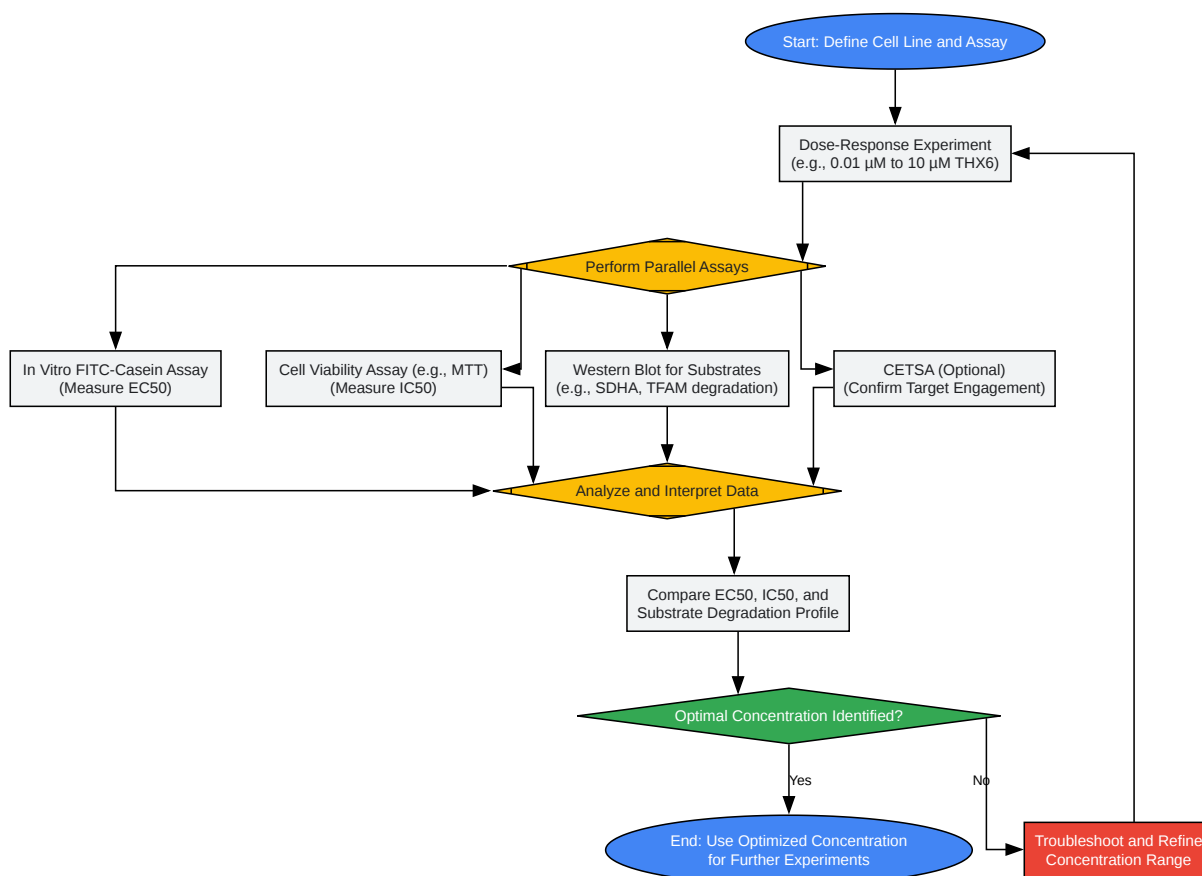 Start: Define Cell Line and Assay
Dose-Response Experiment
(e.g., 0.01 µM to 10 µM THX6)
Perform Parallel Assays
In Vitro FITC-Casein Assay
(Measure EC50)
Cell Viability Assay (e.g., MTT)
(Measure IC50)
Western Blot for Substrates
(e.g., SDHA, TFAM degradation)
CETSA (Optional)
(Confirm Target Engagement)
Analyze and Interpret Data
Compare EC50, IC50, and
Substrate Degradation Profile
Optimal Concentration Identified?
Yes
No
End: Use Optimized Concentration
for Further Experiments
Troubleshoot and Refine
Concentration Range